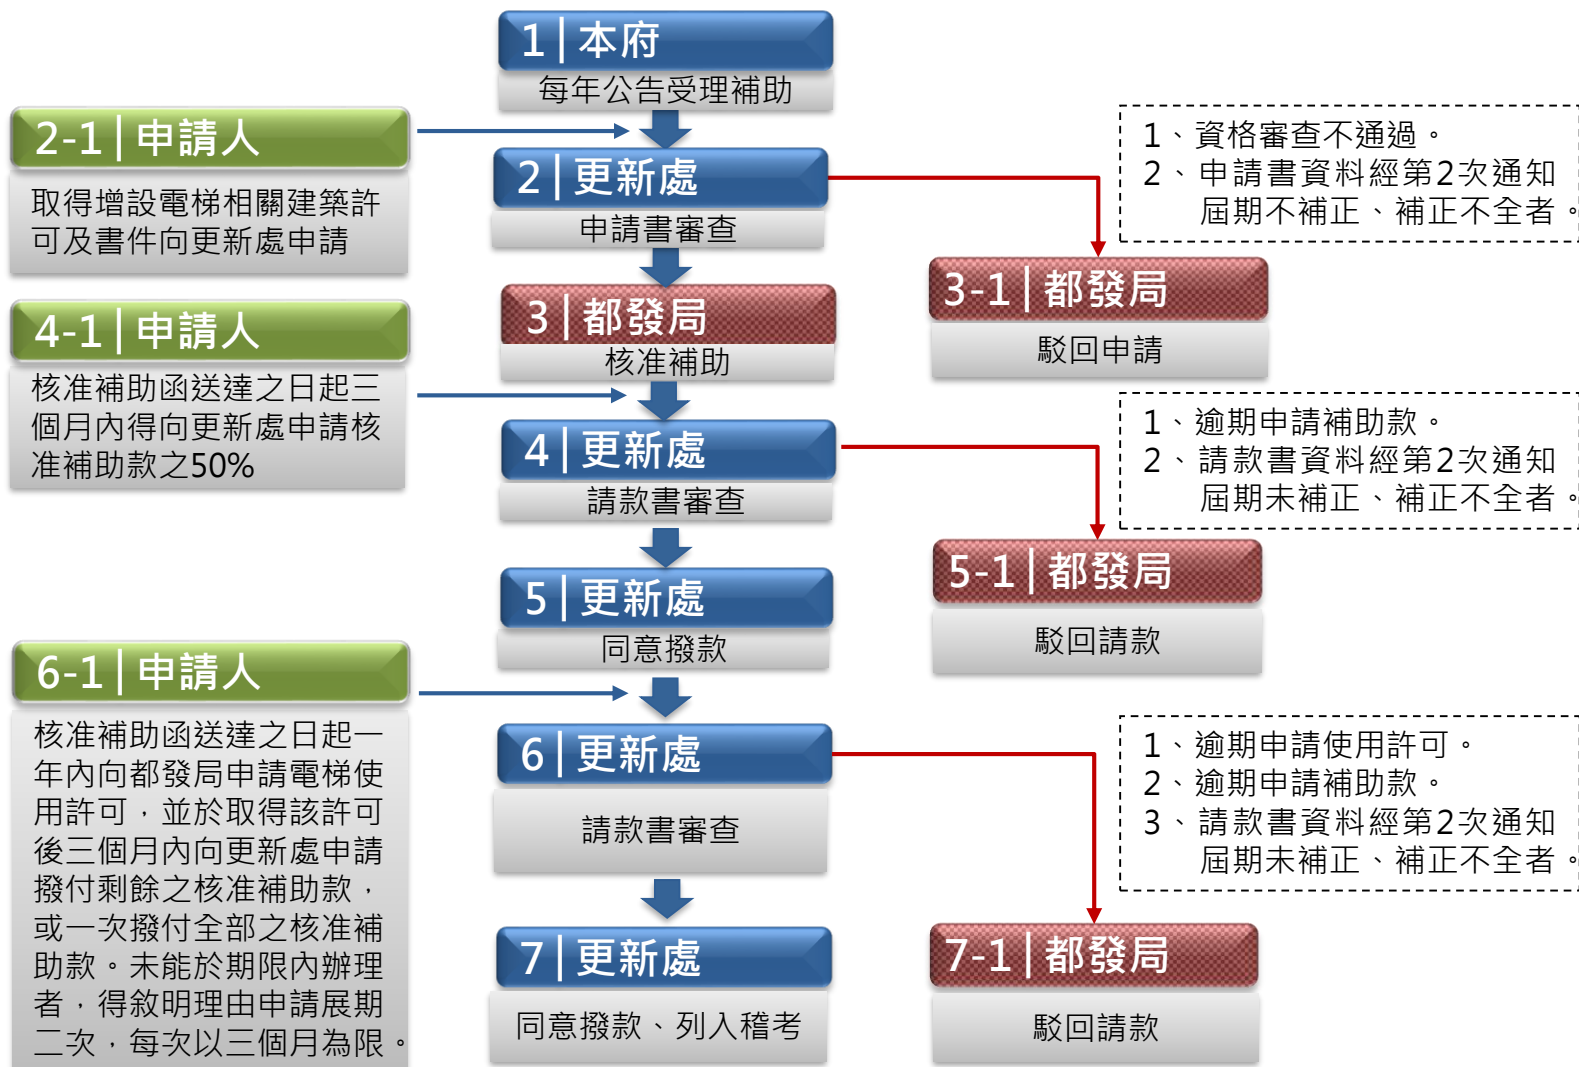 1|本府
每年公告受理補助
2-1|申請人
取得增設電梯相關建築許
可及書件向更新處申請
2|更新處
申請書審查
1、資格審查不通過。
2、申請書資料經第2次通知
屆期不補正、補正不全者。
3-1|都發局
駁回申請
3|都發局
核准補助
4-1|申請人
核准補助函送達之日起三
個月內得向更新處申請核
准補助款之50%
4|更新處
請款書審查
1、逾期申請補助款。
2、請款書資料經第2次通知
屆期未補正、補正不全者。
5-1|都發局
駁回請款
5|更新處
同意撥款
6-1|申請人
核准補助函送達之日起一
年內向都發局申請電梯使
用許可，並於取得該許可
後三個月內向更新處申請
撥付剩餘之核准補助款，
或一次撥付全部之核准補
助款。未能於期限內辦理
者，得敘明理由申請展期
二次，每次以三個月為限。
6|更新處
請款書審查
1、逾期申請使用許可。
2、逾期申請補助款。
3、請款書資料經第2次通知
屆期未補正、補正不全者。
7-1|都發局
駁回請款
7|更新處
同意撥款、列入稽考